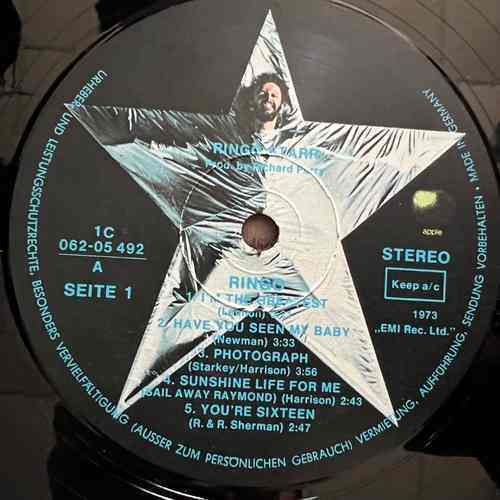 RINGO STARR
Prod. by Richard Perry
1C
062-05 492
A
SEITE 1
apple
STEREO
Keep a/c
1973
„EMI Rec. Ltd."
RINGO
1. I'M THE GREATEST
(Lennon)
2. HAVE YOU SEEN MY BABY
(Newman) 3:33
3. PHOTOGRAPH
(Starkey/Harrison) 3:56
4. SUNSHINE LIFE FOR ME
(SAIL AWAY RAYMOND) (Harrison) 2:43
5. YOU'RE SIXTEEN
(R. & R. Sherman) 2:47
URHEBER- UND LEISTUNGSSCHUTZRECHTE, BESONDERS VERVIELFÄLTIGUNG (AUSSER ZUM PERSÖNLICHEN GEBRAUCH) VERMIETUNG, AUFFÜHRUNG, SENDUNG VORBEHALTEN • MADE IN GERMANY